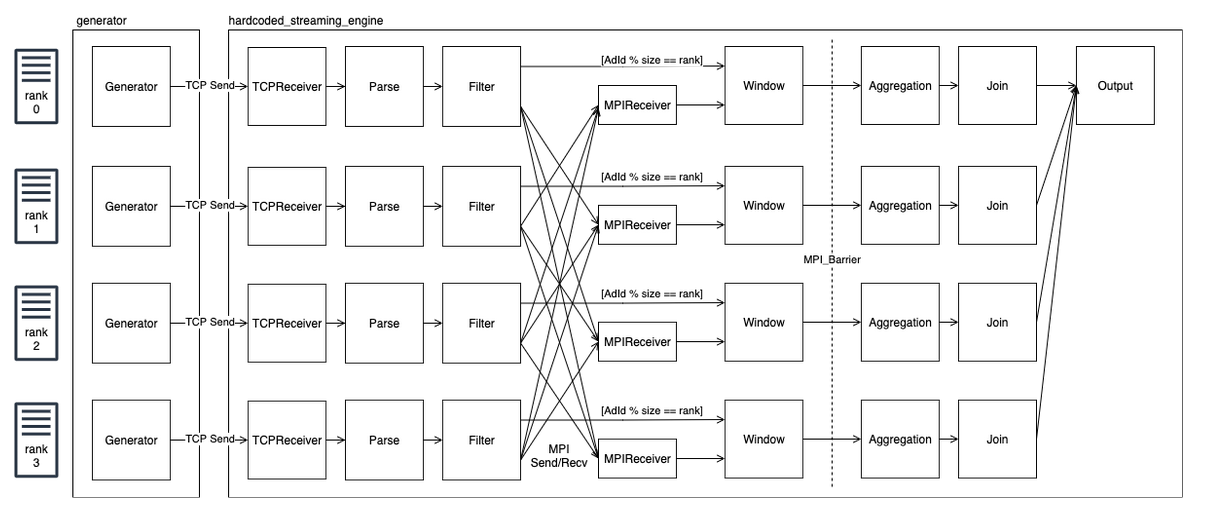 generator
hardcoded_streaming_engine
rank
0
Generator
TCP Send
TCPReceiver
Parse
Filter
[AdId % size == rank]
MPIReceiver
Window
Aggregation
Join
Output
rank
1
Generator
TCP Send
TCPReceiver
Parse
Filter
[AdId % size == rank]
MPIReceiver
Window
Aggregation
Join
MPI_Barrier
rank
2
Generator
TCP Send
TCPReceiver
Parse
Filter
[AdId % size == rank]
MPIReceiver
Window
Aggregation
Join
rank
3
Generator
TCP Send
TCPReceiver
Parse
Filter
[AdId % size == rank]
MPI
Send/Recv
MPIReceiver
Window
Aggregation
Join